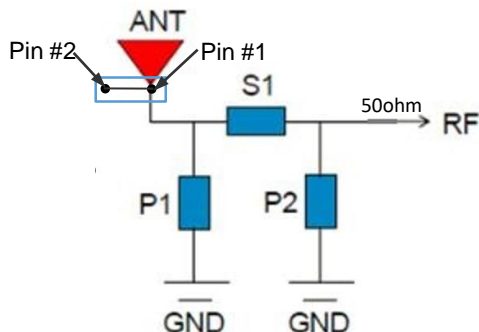 ANT
Pin #2
Pin #1
S1
50ohm
RF
P1
P2
GND
GND